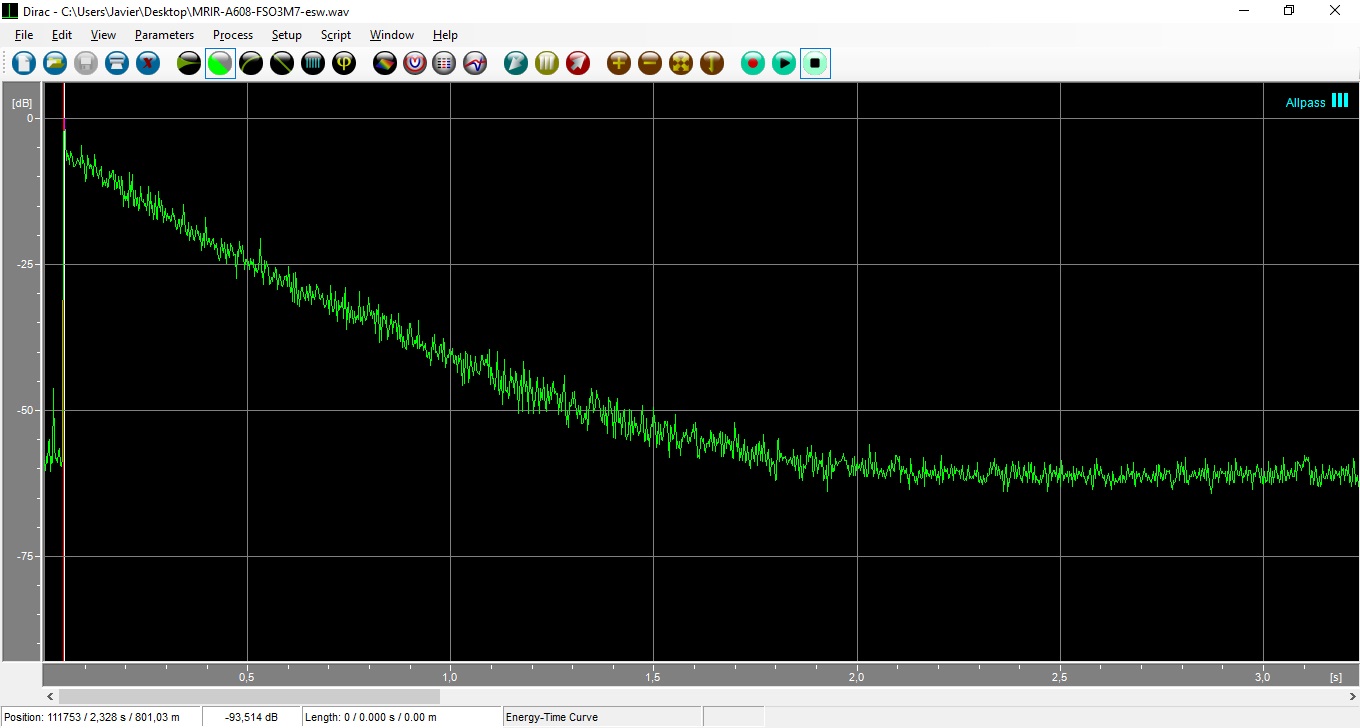 Dirac - C:\Users\Javier\Desktop\MRIR-A608-FSO3M7-esw.wav
File Edit View Parameters Process Setup Script Window Help
[dB]
Allpass
0
-25
-50
-75
0,5 1,0 1,5 2,0 2,5 3,0 [s]
Position: 111753 / 2,328 s / 801,03 m -93,514 dB Length: 0 / 0.000 s / 0.00 m Energy-Time Curve